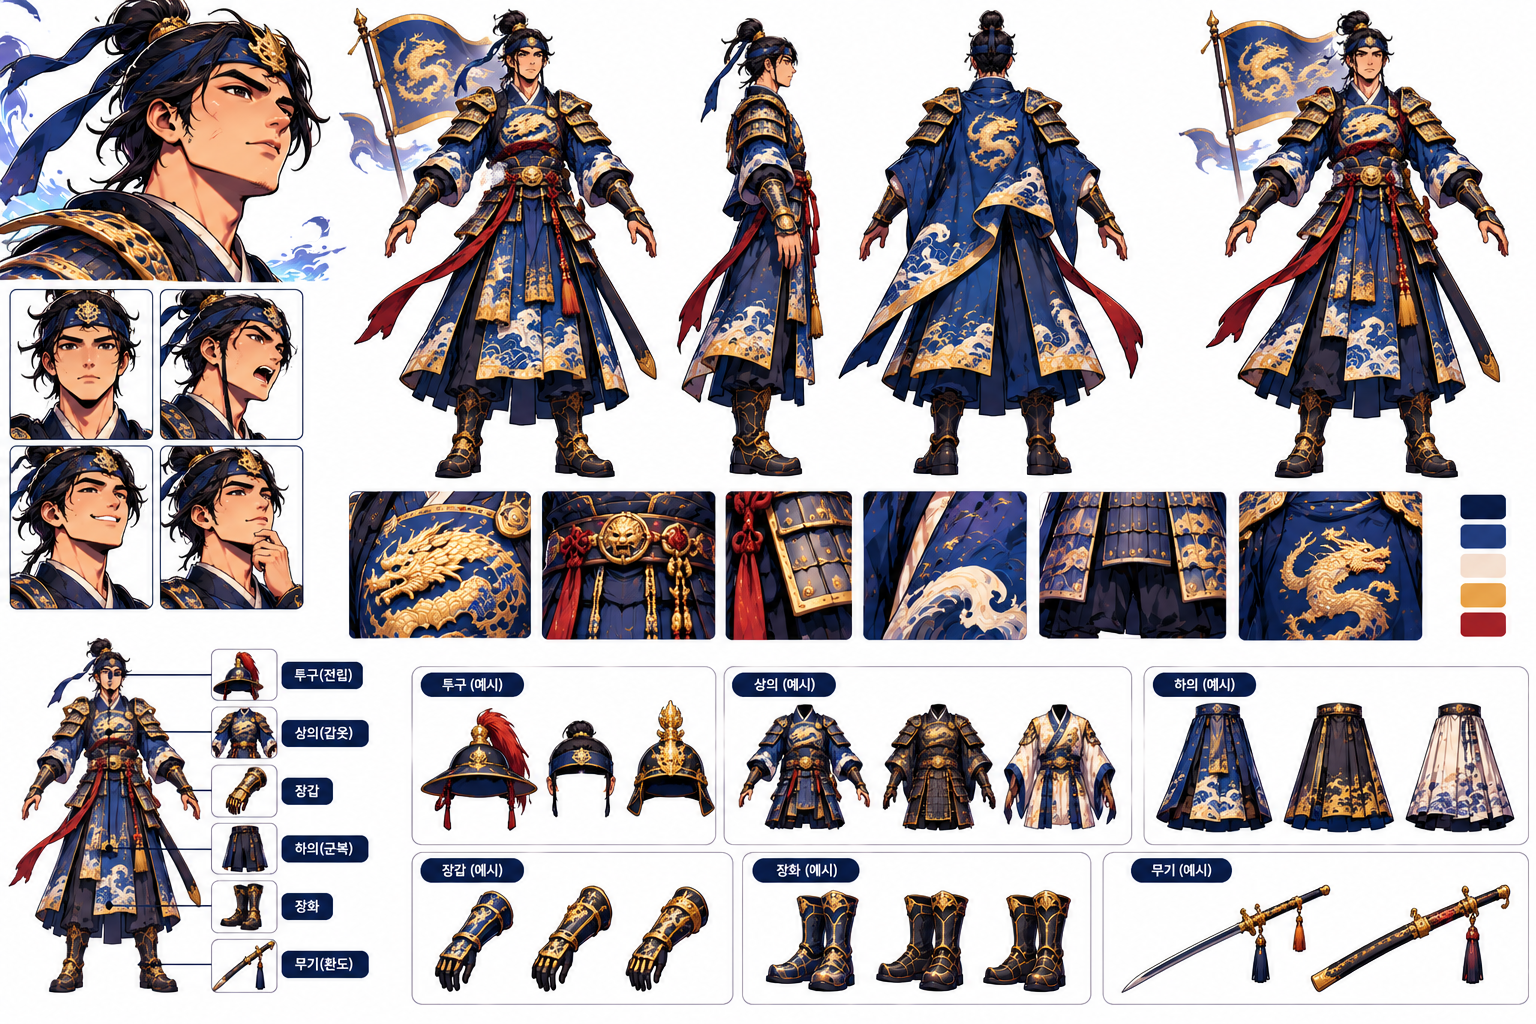 투구(전립)
상의(갑옷)
장갑
하의(군복)
장화
무기(환도)
투구 (예시)
상의 (예시)
하의 (예시)
장갑 (예시)
장화 (예시)
무기 (예시)